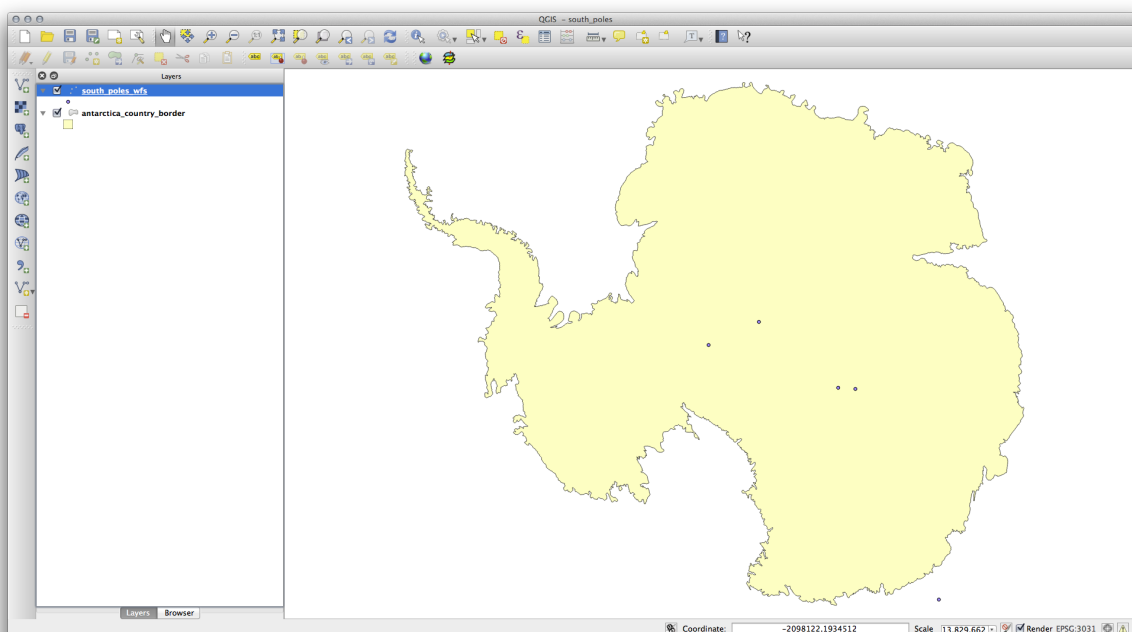 QGIS - south_poles
Layers
south_poles_wfs
antarctica_country_border
Layers Browser
Coordinate: -2098122,1934512 Scale 13,829,662 Render EPSG:3031